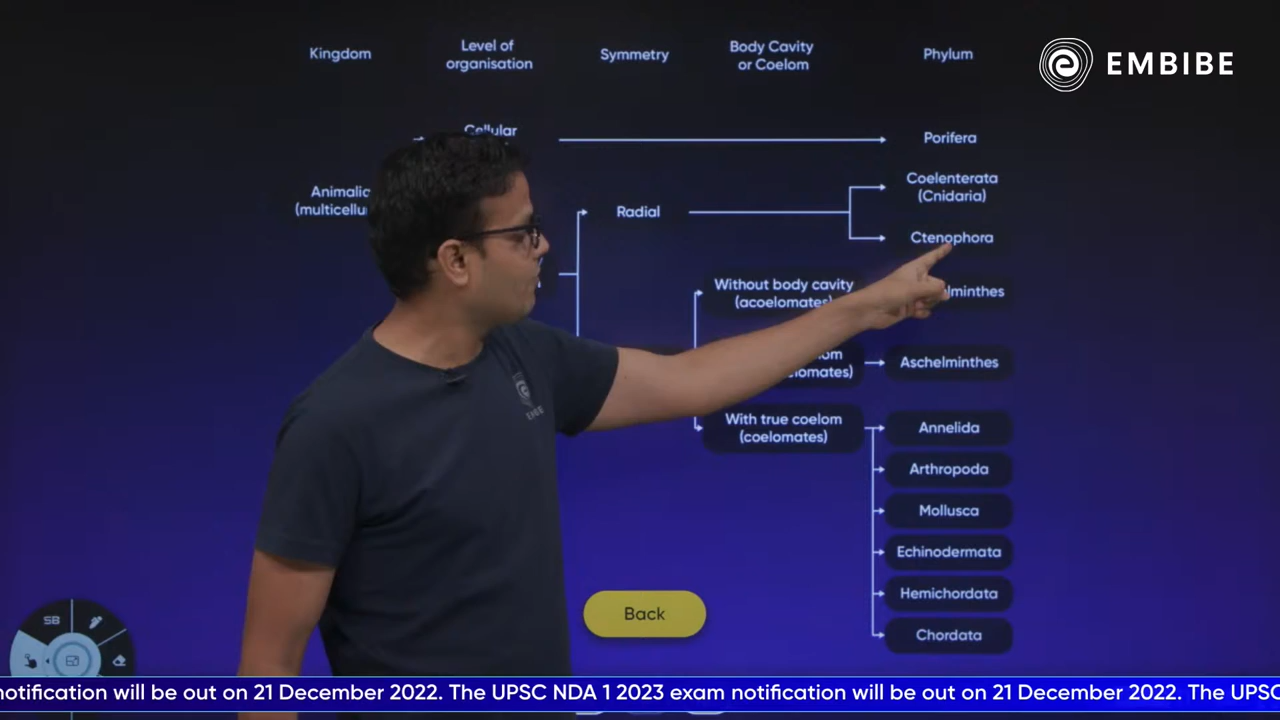 Kingdom
Level of
organisation
Symmetry
Body Cavity
or Coelom
Phylum
EMBIBE
Cellular
Porifera
Coelenterata
(Cnidaria)
Radial
Ctenophora
Without body cavity
(acoelomates)
Aschelminthes
With true coelom
(coelomates)
Annelida
Arthropoda
Mollusca
Echinodermata
Hemichordata
Chordata
Back
SB
notification will be out on 21 December 2022. The UPSC NDA 1 2023 exam notification will be out on 21 December 2022. The UPSC